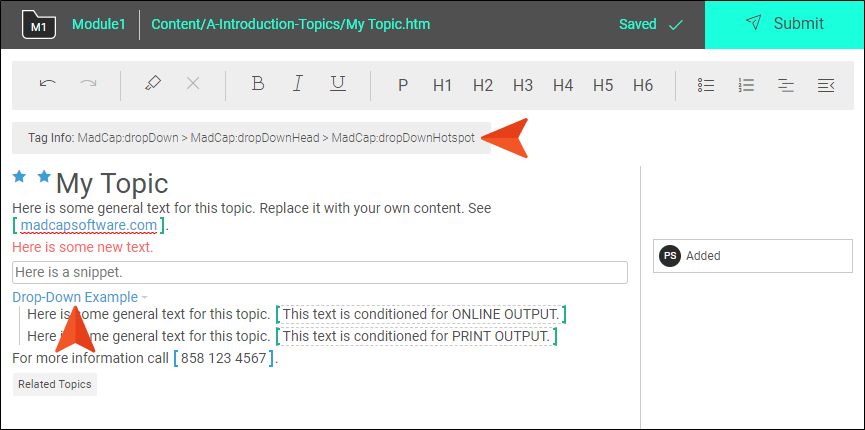 M1 Module1 Content/A-Introduction-Topics/My Topic.htm Saved Submit
B I U P H1 H2 H3 H4 H5 H6
Tag Info: MadCap:dropDown > MadCap:dropDownHead > MadCap:dropDownHotspot
My Topic
Here is some general text for this topic. Replace it with your own content. See
[ madcapsoftware.com ].
Here is some new text.
PS Added
Here is a snippet.
Drop-Down Example
Here is some general text for this topic. [ This text is conditioned for ONLINE OUTPUT. ]
Here is some general text for this topic. [ This text is conditioned for PRINT OUTPUT. ]
For more information call [ 858 123 4567 ].
Related Topics